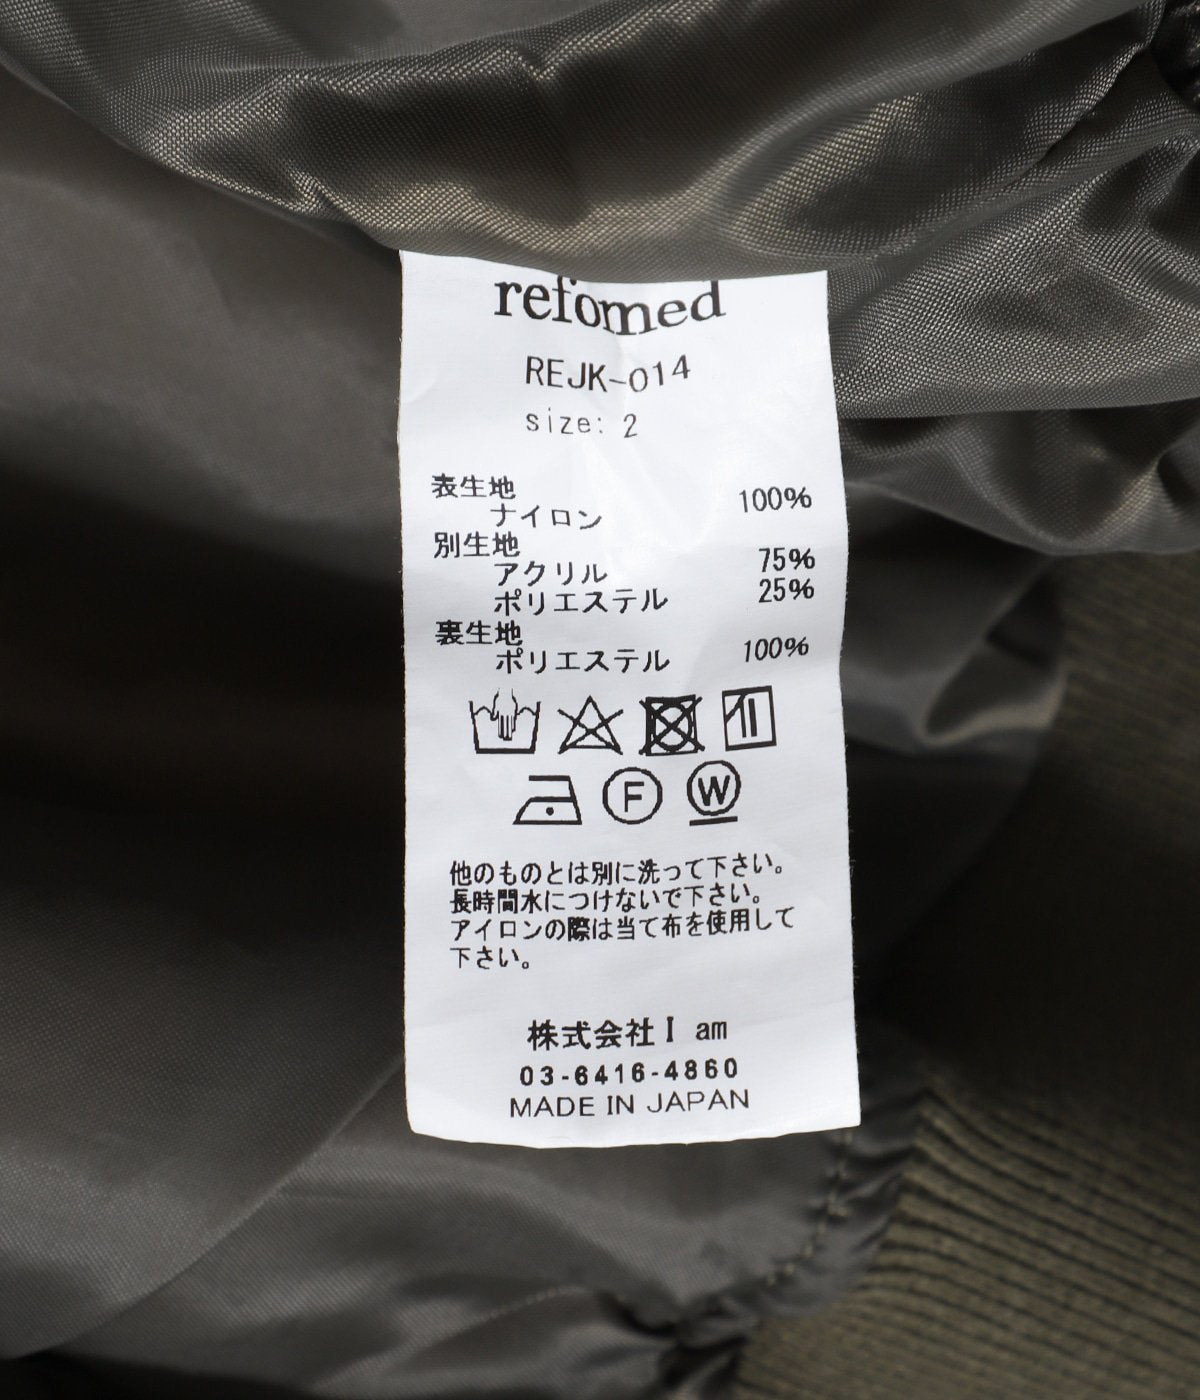 refomed
REJK-014
size: 2
表生地
ナイロン 100%
別生地
アクリル 75%
ポリエステル 25%
裏生地
ポリエステル 100%
F W
他のものとは別に洗って下さい。
長時間水につけないで下さい。
アイロンの際は当て布を使用して
下さい。
株式会社I am
03-6416-4860
MADE IN JAPAN